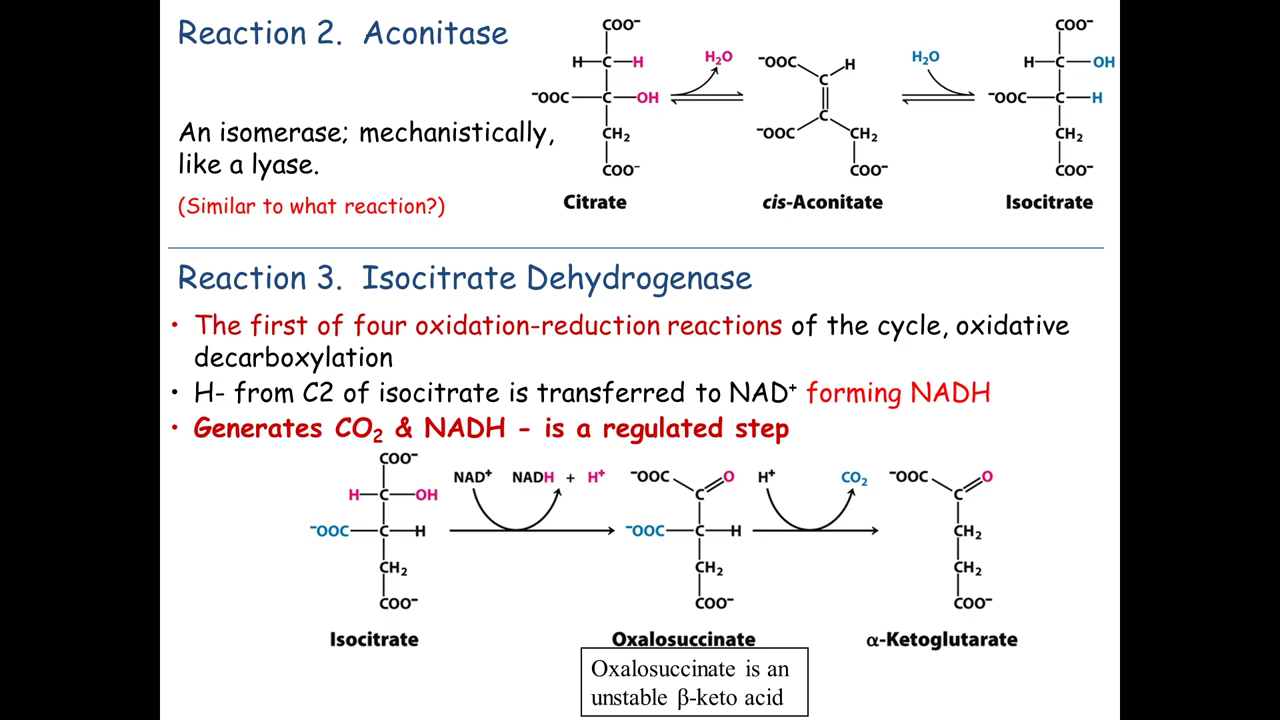 Reaction 2. Aconitase
An isomerase; mechanistically,
like a lyase.
(Similar to what reaction?)
COO⁻
H—C—H
⁻OOC—C—OH
CH₂
COO⁻
Citrate
H₂O
⁻OOC
H
C
C
⁻OOC
CH₂
COO⁻
cis-Aconitate
H₂O
COO⁻
H—C—OH
⁻OOC—C—H
CH₂
COO⁻
Isocitrate
Reaction 3. Isocitrate Dehydrogenase
• The first of four oxidation-reduction reactions of the cycle, oxidative
decarboxylation
• H- from C2 of isocitrate is transferred to NAD⁺ forming NADH
• Generates CO₂ & NADH - is a regulated step
COO⁻
H—C—OH
⁻OOC—C—H
CH₂
COO⁻
Isocitrate
NAD⁺ NADH + H⁺
⁻OOC
O
C
⁻OOC—C—H
CH₂
COO⁻
Oxalosuccinate
H⁺ CO₂
⁻OOC
O
C
CH₂
CH₂
COO⁻
α-Ketoglutarate
Oxalosuccinate is an
unstable β-keto acid